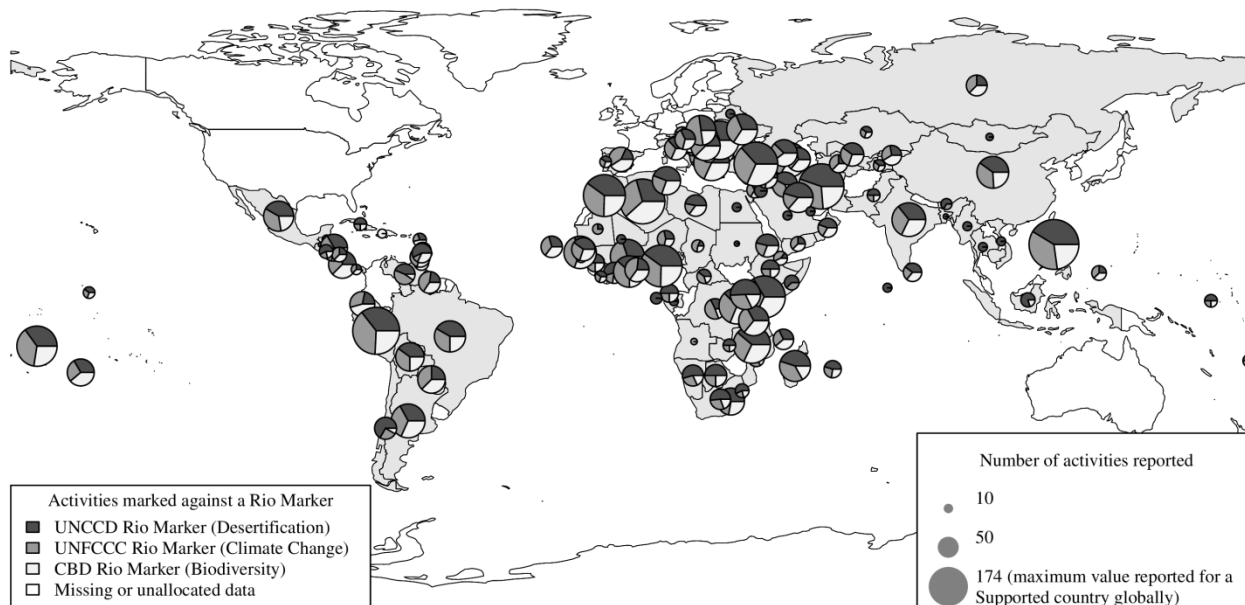 Activities marked against a Rio Marker
UNCCD Rio Marker (Desertification)
UNFCCC Rio Marker (Climate Change)
CBD Rio Marker (Biodiversity)
Missing or unallocated data
Number of activities reported
10
50
174 (maximum value reported for a
Supported country globally)